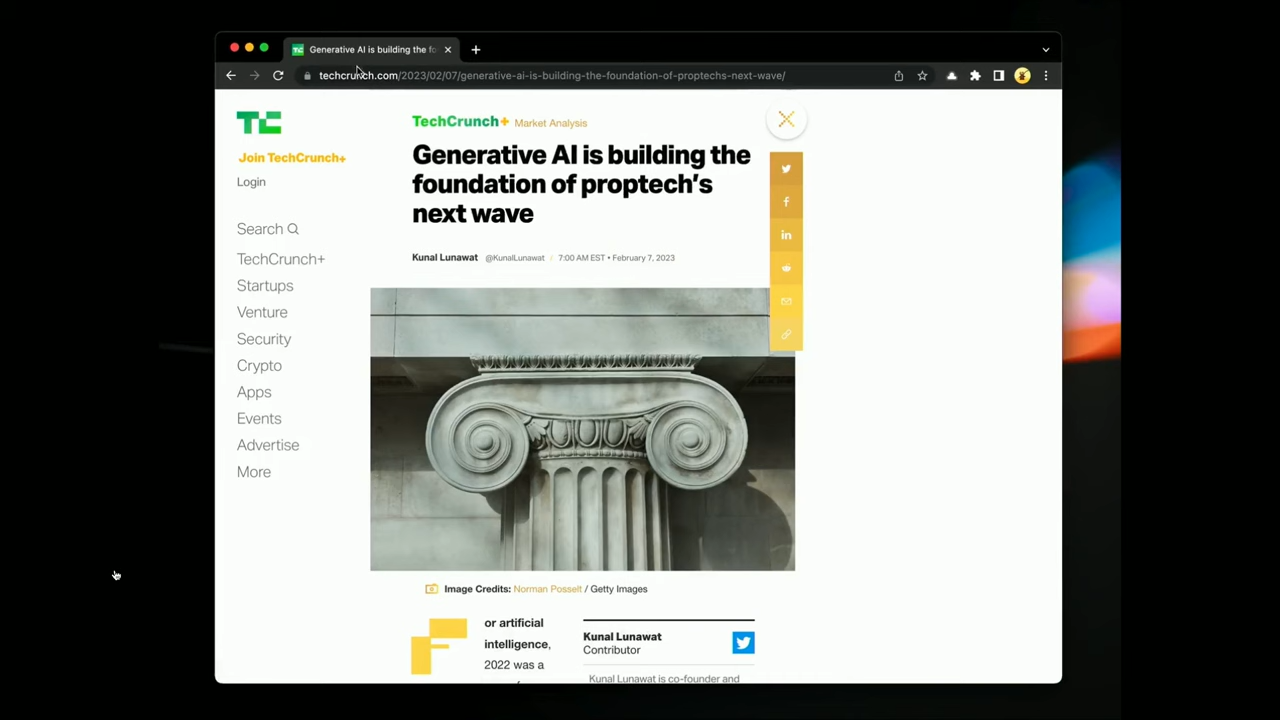 Generative AI is building the fo
techcrunch.com/2023/02/07/generative-ai-is-building-the-foundation-of-proptechs-next-wave/
TC
Join TechCrunch+
Login
Search
TechCrunch+
Startups
Venture
Security
Crypto
Apps
Events
Advertise
More
TechCrunch+ Market Analysis
Generative AI is building the
foundation of proptech's
next wave
Kunal Lunawat @KunalLunawat / 7:00 AM EST • February 7, 2023
Image Credits: Norman Posselt / Getty Images
For artificial
intelligence,
2022 was a
Kunal Lunawat
Contributor
Kunal Lunawat is co-founder and